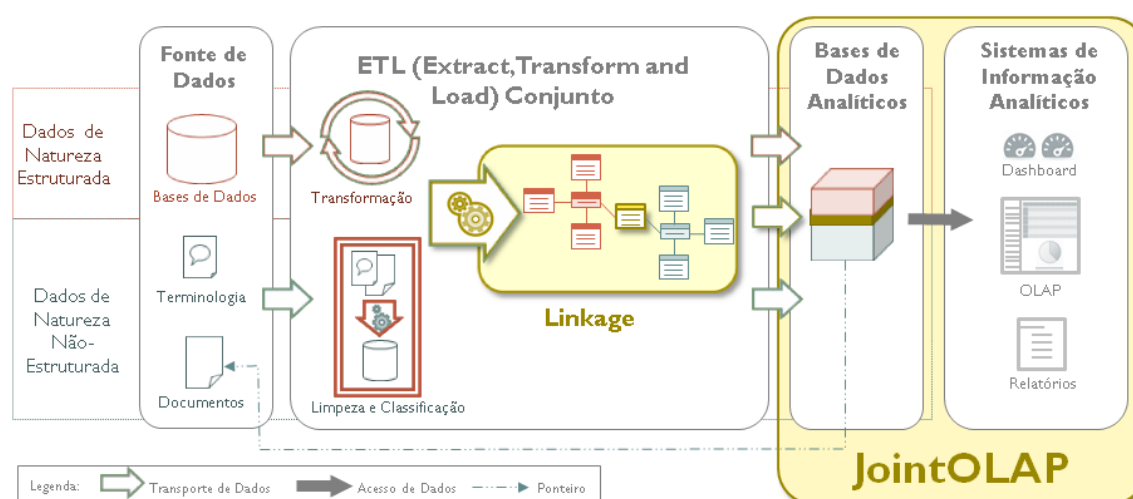 Fonte de
Dados
ETL (Extract,Transform and
Load) Conjunto
Bases de
Dados
Analíticos
Sistemas de
Informação
Analíticos
Dados de
Natureza
Estruturada
Bases de Dados
Transformação
Dashboard
Dados de
Natureza
Não-
Estruturada
Terminologia
Documentos
Limpeza e Classificação
Linkage
OLAP
Relatórios
JointOLAP
Legenda:
Transporte de Dados
Acesso de Dados
Ponteiro